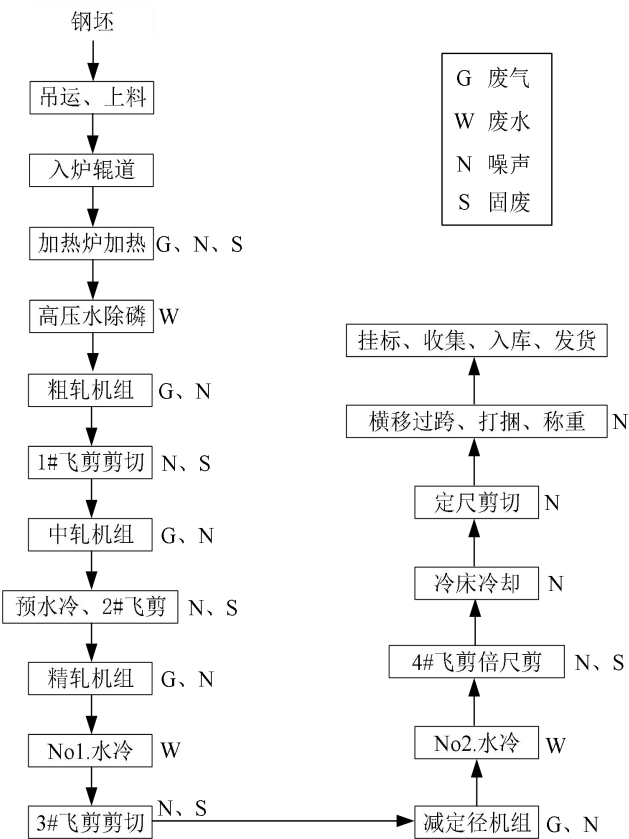 钢坯
吊运、上料
入炉辊道
加热炉加热 G、N、S
高压水除磷 W
粗轧机组 G、N
1#飞剪剪切 N、S
中轧机组 G、N
预水冷、2#飞剪 N、S
精轧机组 G、N
No1.水冷 W
3#飞剪剪切 N、S
减定径机组 G、N
No2.水冷 W
4#飞剪倍尺剪 N、S
冷床冷却 N
定尺剪切 N
横移过跨、打捆、称重 N
挂标、收集、入库、发货
G 废气
W 废水
N 噪声
S 固废